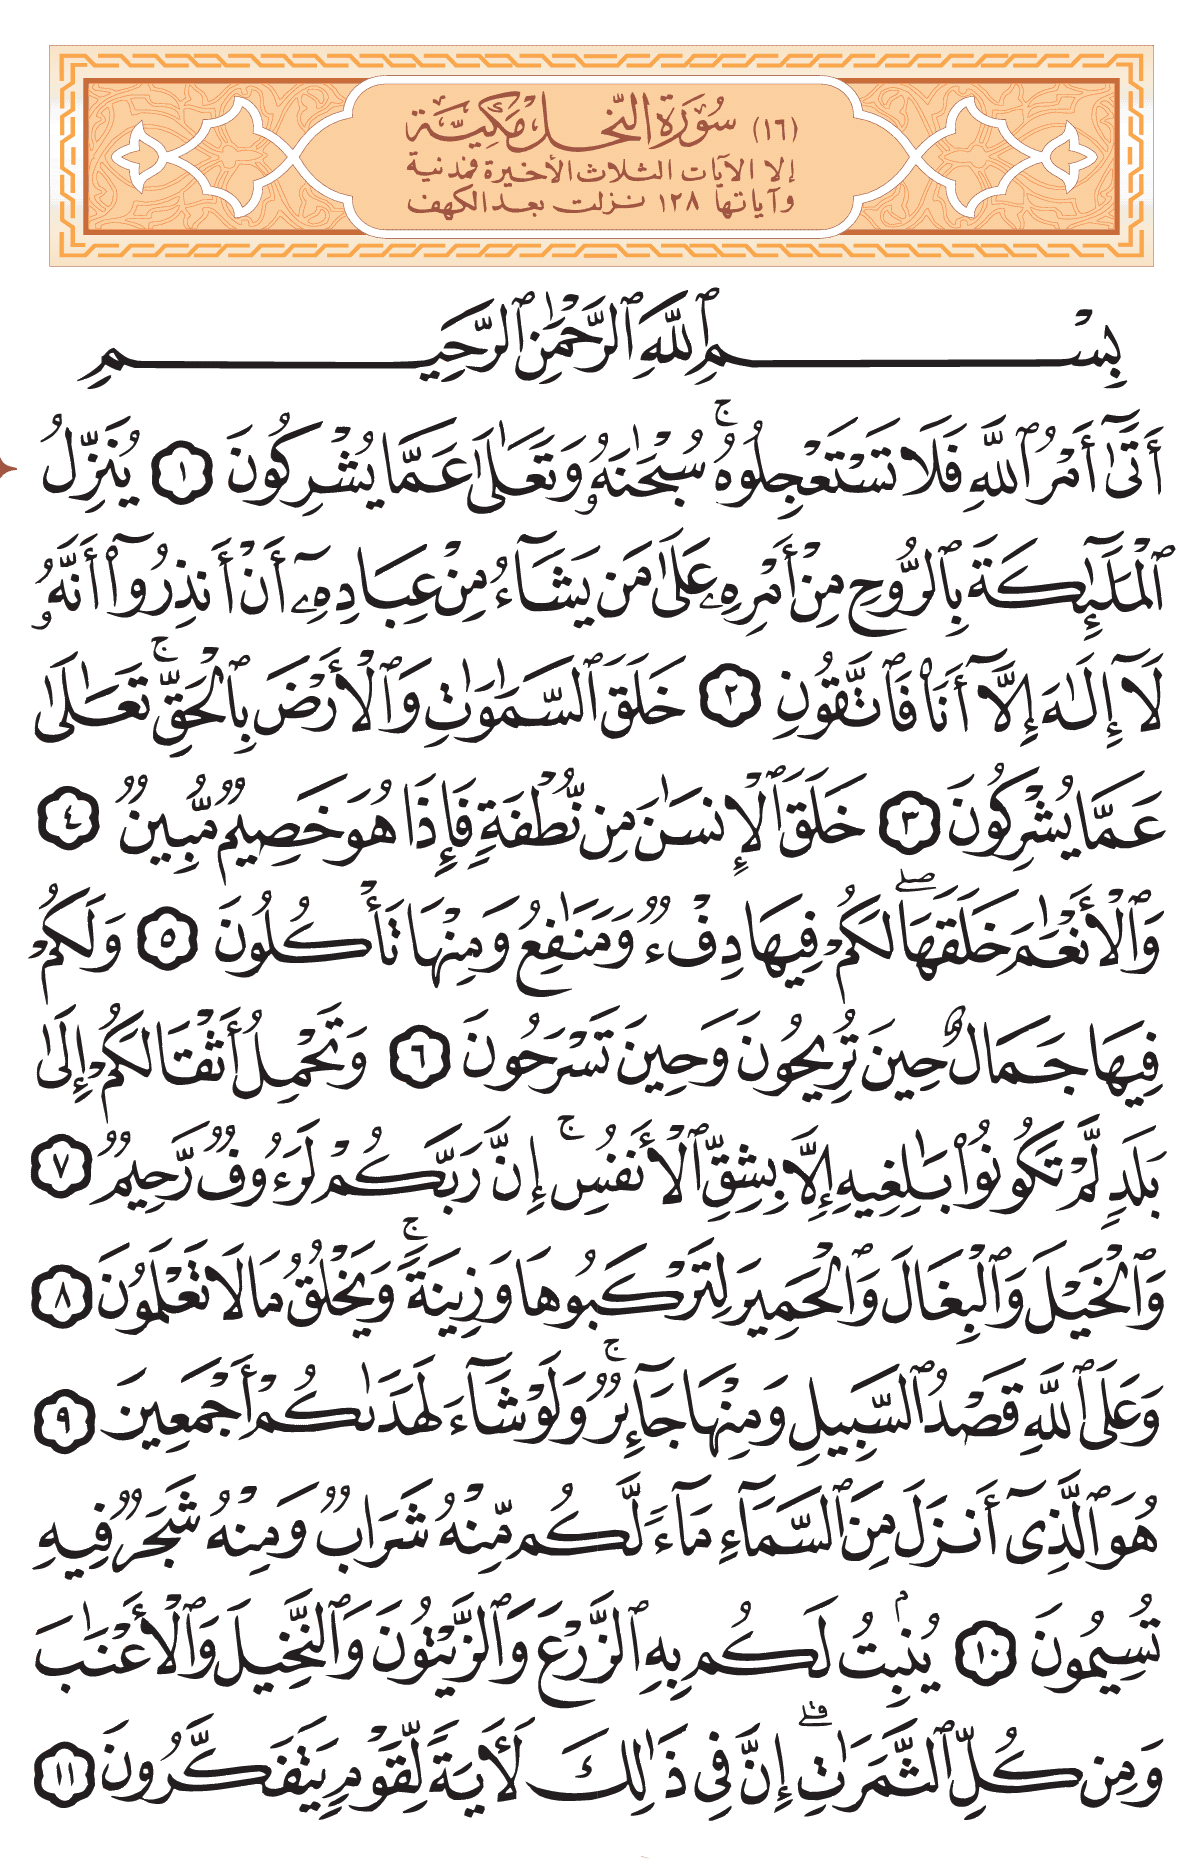 (١٦) سُورَةِ النَّحْل مَكِيَّة
إلا الآيات الثلاث الأخيرة فمدنية
وآياتها ١٢٨ نزلت بعد الكهف
بِسْمِ ٱللَّهِ ٱلرَّحْمَٰنِ ٱلرَّحِيمِ
أَتَىٰٓ أَمْرُ ٱللَّهِ فَلَا تَسْتَعْجِلُوهُ ۚ سُبْحَٰنَهُۥ وَتَعَٰلَىٰ عَمَّا يُشْرِكُونَ ١ يُنَزِّلُ
ٱلْمَلَٰٓئِكَةَ بِٱلرُّوحِ مِنْ أَمْرِهِۦ عَلَىٰ مَن يَشَآءُ مِنْ عِبَادِهِۦٓ أَنْ أَنذِرُوٓا۟ أَنَّهُۥ
لَآ إِلَٰهَ إِلَّآ أَنَا۠ فَٱتَّقُونِ ٢ خَلَقَ ٱلسَّمَٰوَٰتِ وَٱلْأَرْضَ بِٱلْحَقِّ ۚ تَعَٰلَىٰ
عَمَّا يُشْرِكُونَ ٣ خَلَقَ ٱلْإِنسَٰنَ مِن نُّطْفَةٍ فَإِذَا هُوَ خَصِيمٌ مُّبِينٌ ٤
وَٱلْأَنْعَٰمَ خَلَقَهَا ۖ لَكُمْ فِيهَا دِفْءٌ وَمَنَٰفِعُ وَمِنْهَا تَأْكُلُونَ ٥ وَلَكُمْ
فِيهَا جَمَالٌ حِينَ تُرِيحُونَ وَحِينَ تَسْرَحُونَ ٦ وَتَحْمِلُ أَثْقَالَكُمْ إِلَىٰ
بَلَدٍ لَّمْ تَكُونُوا۟ بَٰلِغِيهِ إِلَّا بِشِقِّ ٱلْأَنفُسِ ۚ إِنَّ رَبَّكُمْ لَرَءُوفٌ رَّحِيمٌ ٧
وَٱلْخَيْلَ وَٱلْبِغَالَ وَٱلْحَمِيرَ لِتَرْكَبُوهَا وَزِينَةً ۚ وَيَخْلُقُ مَا لَا تَعْلَمُونَ ٨
وَعَلَى ٱللَّهِ قَصْدُ ٱلسَّبِيلِ وَمِنْهَا جَآئِرٌ ۚ وَلَوْ شَآءَ لَهَدَىٰكُمْ أَجْمَعِينَ ٩
هُوَ ٱلَّذِىٓ أَنزَلَ مِنَ ٱلسَّمَآءِ مَآءً لَّكُم مِّنْهُ شَرَابٌ وَمِنْهُ شَجَرٌ فِيهِ
تُسِيمُونَ ١٠ يُنۢبِتُ لَكُم بِهِ ٱلزَّرْعَ وَٱلزَّيْتُونَ وَٱلنَّخِيلَ وَٱلْأَعْنَٰبَ
وَمِن كُلِّ ٱلثَّمَرَٰتِ ۗ إِنَّ فِى ذَٰلِكَ لَءَايَةً لِّقَوْمٍ يَتَفَكَّرُونَ ١١